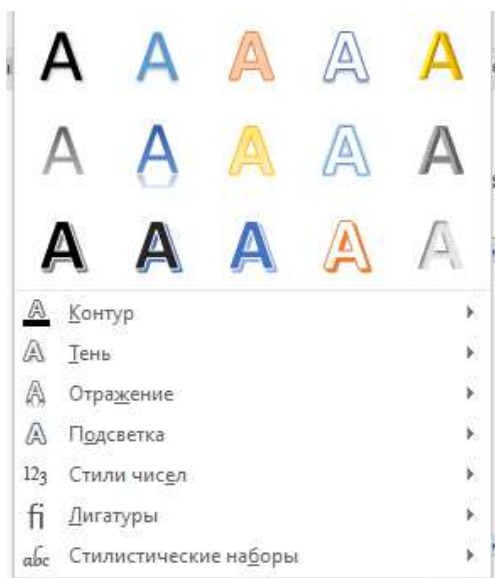 A A A A A
A A A A A
A A A A A
A Контур
A Тень
A Отражение
A Подсветка
123 Стили чисел
fi Лигатуры
abc Стилистические наборы